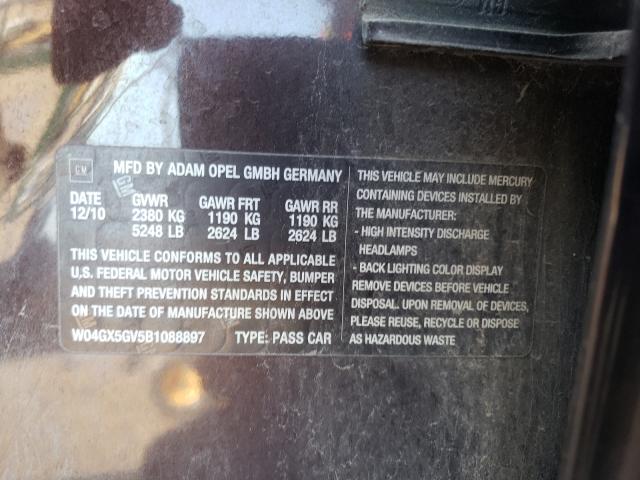 GM
MFD BY ADAM OPEL GMBH GERMANY
GM
DATE GVWR GAWR FRT GAWR RR
12/10 2380 KG 1190 KG 1190 KG
5248 LB 2624 LB 2624 LB
THIS VEHICLE CONFORMS TO ALL APPLICABLE
U.S. FEDERAL MOTOR VEHICLE SAFETY, BUMPER
AND THEFT PREVENTION STANDARDS IN EFFECT
ON THE DATE OF MANUFACTURE SHOWN ABOVE
W04GX5GV5B1088897 TYPE: PASS CAR
THIS VEHICLE MAY INCLUDE MERCURY
CONTAINING DEVICES INSTALLED BY
THE MANUFACTURER:
- HIGH INTENSITY DISCHARGE
HEADLAMPS
- BACK LIGHTING COLOR DISPLAY
REMOVE DEVICES BEFORE VEHICLE
DISPOSAL. UPON REMOVAL OF DEVICES,
PLEASE REUSE, RECYCLE OR DISPOSE
AS HAZARDOUS WASTE